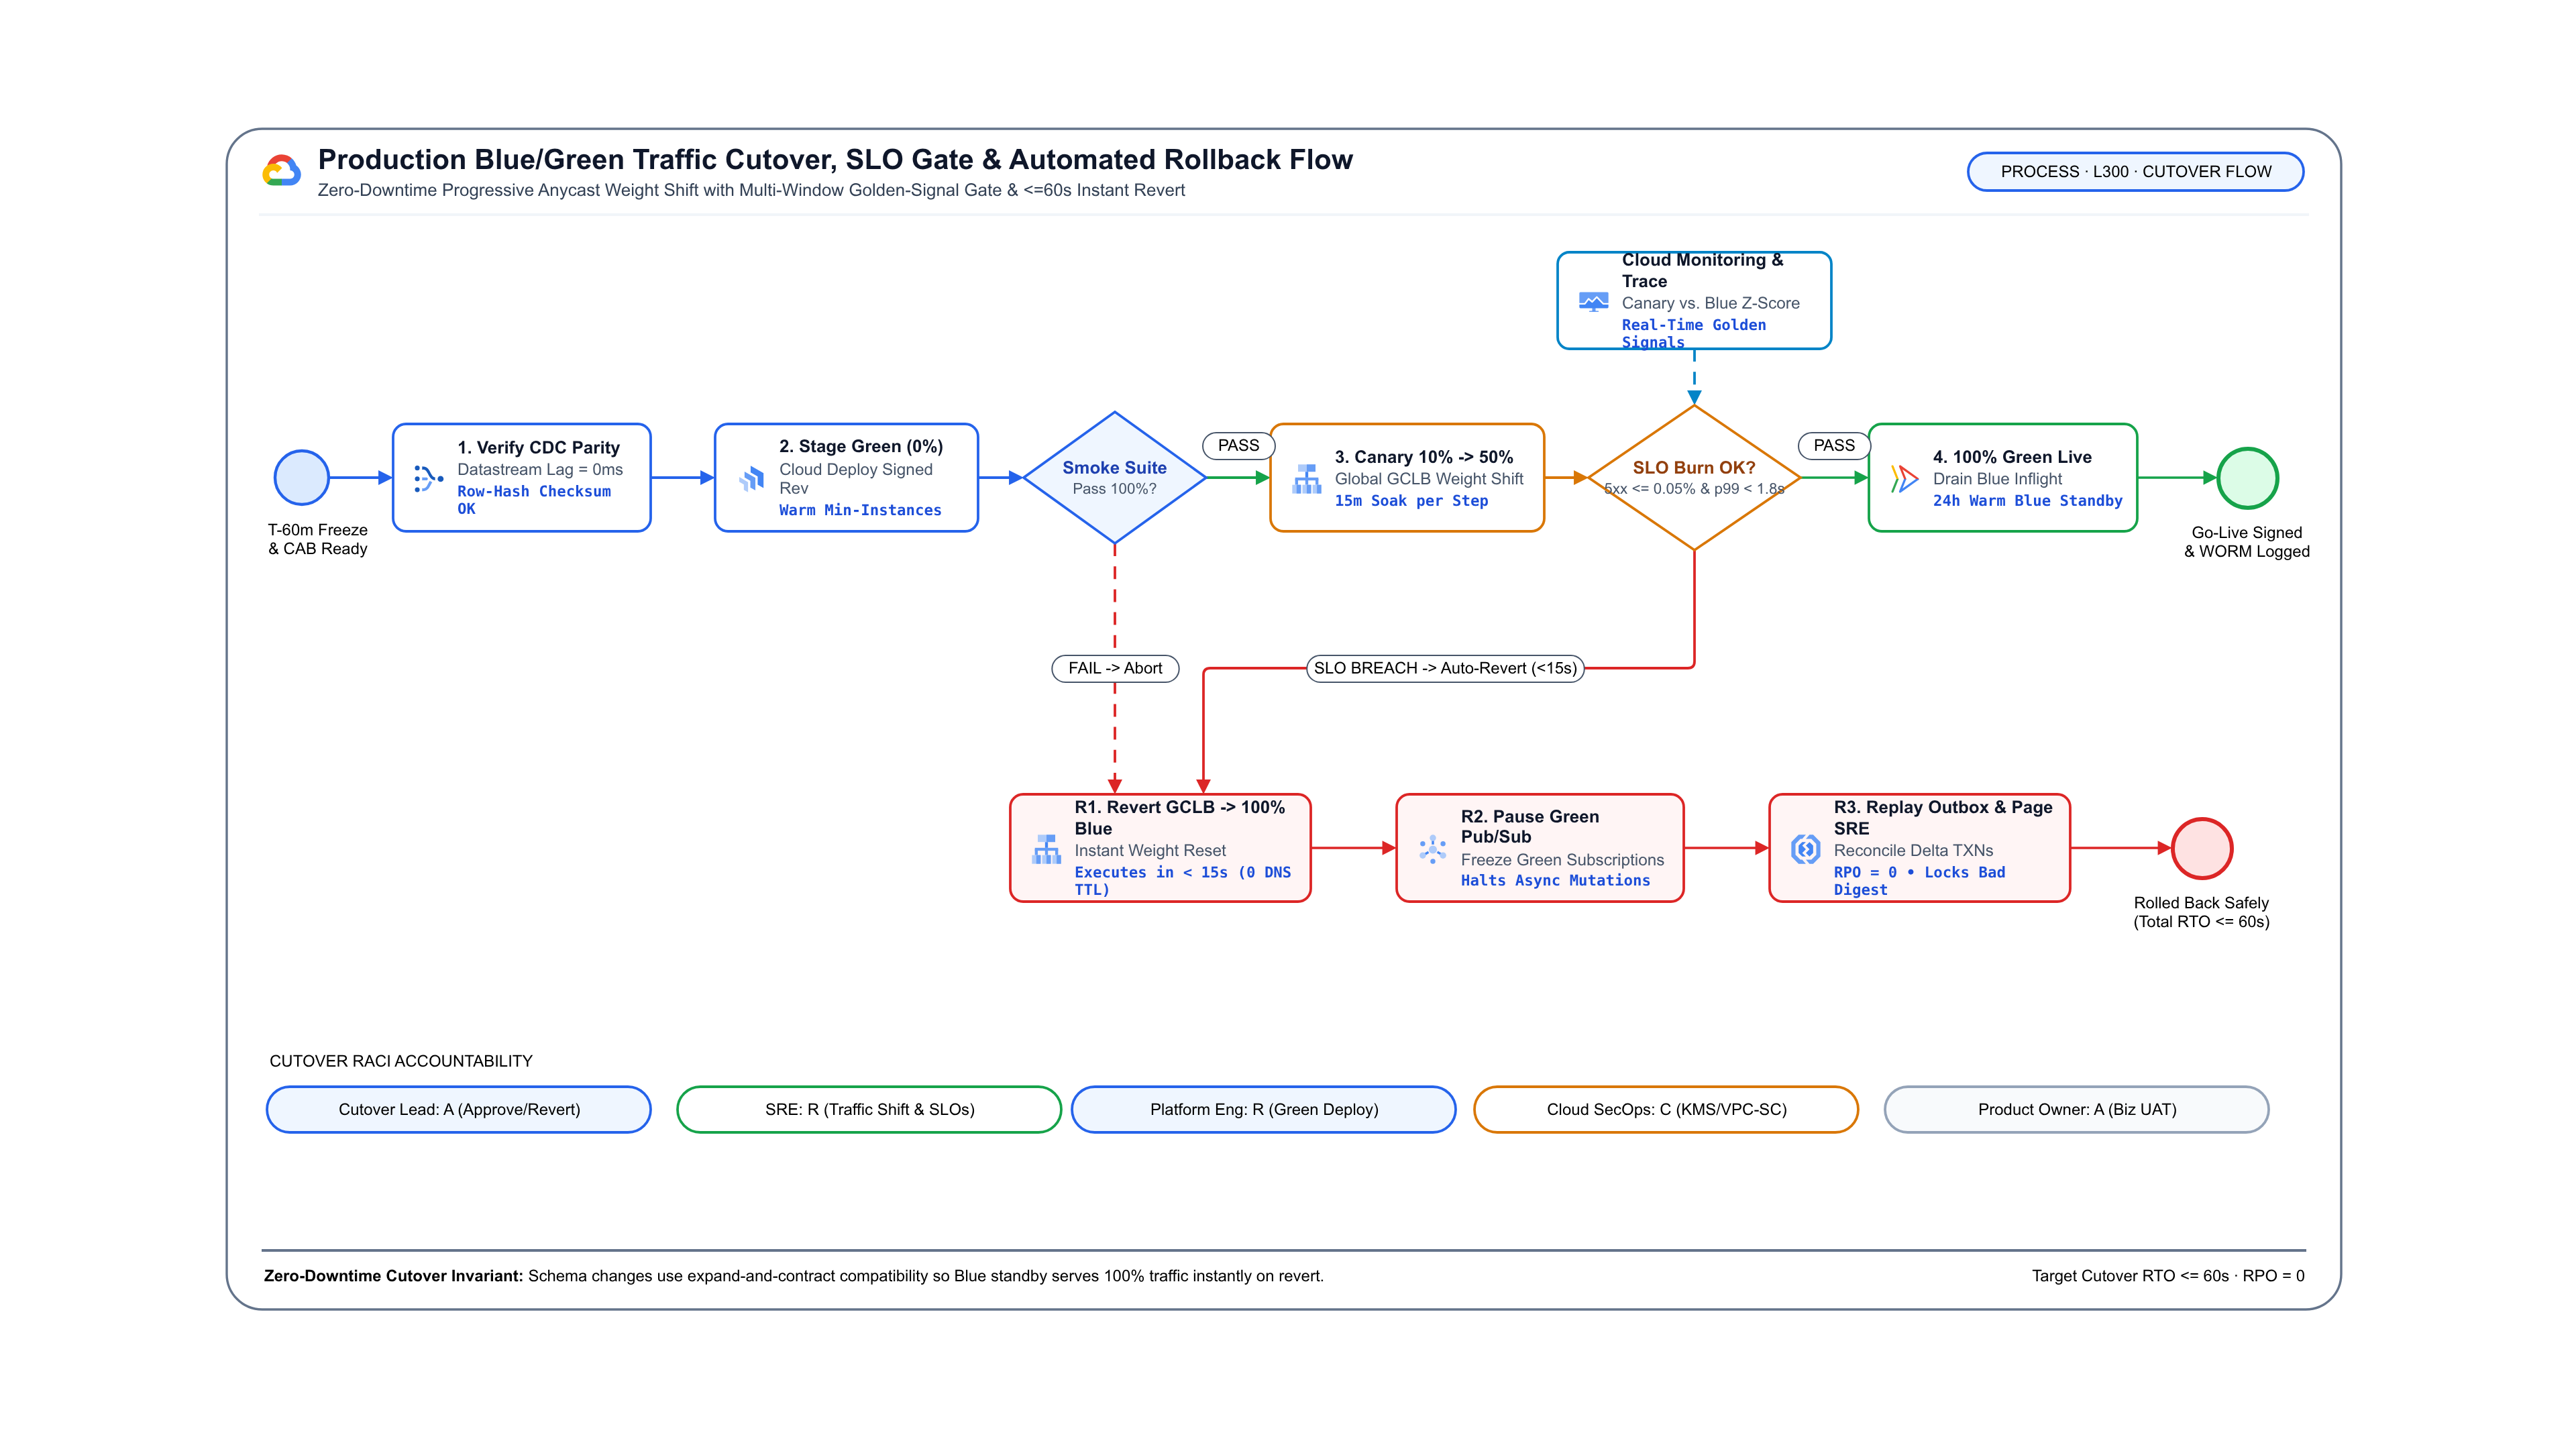 Production Blue/Green Traffic Cutover, SLO Gate & Automated Rollback Flow
Zero-Downtime Progressive Anycast Weight Shift with Multi-Window Golden-Signal Gate & <=60s Instant Revert
PROCESS · L300 · CUTOVER FLOW
Cloud Monitoring &
Trace
Canary vs. Blue Z-Score
Real-Time Golden
Signals
T-60m Freeze
& CAB Ready
1. Verify CDC Parity
Datastream Lag = 0ms
Row-Hash Checksum
OK
2. Stage Green (0%)
Cloud Deploy Signed
Rev
Warm Min-Instances
Smoke Suite
Pass 100%?
PASS
3. Canary 10% -> 50%
Global GCLB Weight Shift
15m Soak per Step
SLO Burn OK?
5xx <= 0.05% & p99 < 1.8s
PASS
4. 100% Green Live
Drain Blue Inflight
24h Warm Blue Standby
Go-Live Signed
& WORM Logged
FAIL -> Abort
SLO BREACH -> Auto-Revert (<15s)
R1. Revert GCLB -> 100%
Blue
Instant Weight Reset
Executes in < 15s (0 DNS
TTL)
R2. Pause Green
Pub/Sub
Freeze Green Subscriptions
Halts Async Mutations
R3. Replay Outbox & Page
SRE
Reconcile Delta TXNs
RPO = 0 • Locks Bad
Digest
Rolled Back Safely
(Total RTO <= 60s)
CUTOVER RACI ACCOUNTABILITY
Cutover Lead: A (Approve/Revert)
SRE: R (Traffic Shift & SLOs)
Platform Eng: R (Green Deploy)
Cloud SecOps: C (KMS/VPC-SC)
Product Owner: A (Biz UAT)
Zero-Downtime Cutover Invariant: Schema changes use expand-and-contract compatibility so Blue standby serves 100% traffic instantly on revert.
Target Cutover RTO <= 60s · RPO = 0